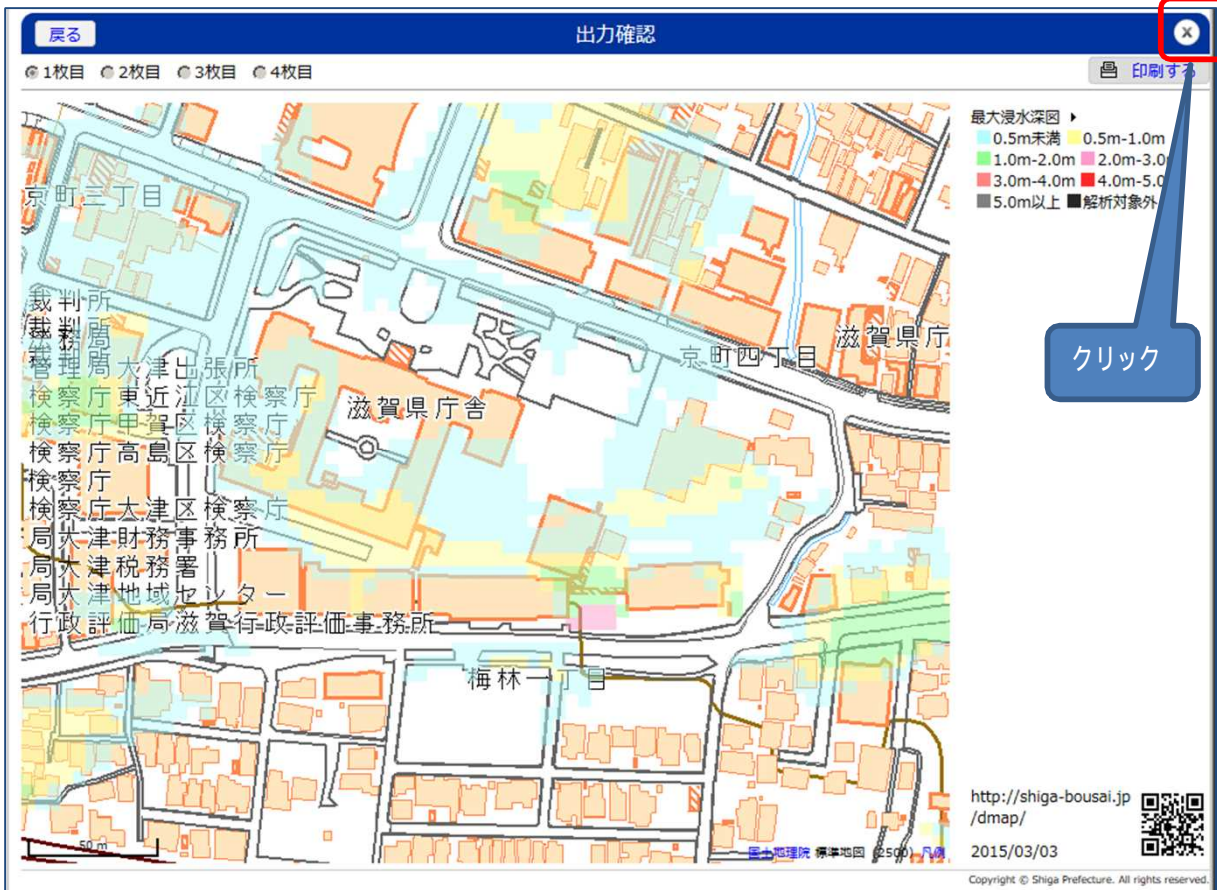 戻る
出力確認
1枚目 2枚目 3枚目 4枚目
印刷する
最大浸水深図
0.5m未満 0.5m-1.0m
1.0m-2.0m 2.0m-3.0
3.0m-4.0m 4.0m-5.0
5.0m以上 解析対象外
クリック
京町三丁目
裁判所
裁判所
管理局大津出張所
検察庁東近江区検察庁
検察庁甲賀区検察庁
検察庁高島区検察庁
検察庁
検察庁大津区検察庁
局大津財務事務所
局大津税務署
局大津地域センター
行政評価局滋賀行政評価事務所
滋賀県庁舎
京町四丁目
滋賀県庁
梅林一丁目
50 m
国土地理院 標準地図 (2500) 凡例
http://shiga-bousai.jp
/dmap/
2015/03/03
Copyright © Shiga Prefecture. All rights reserved.